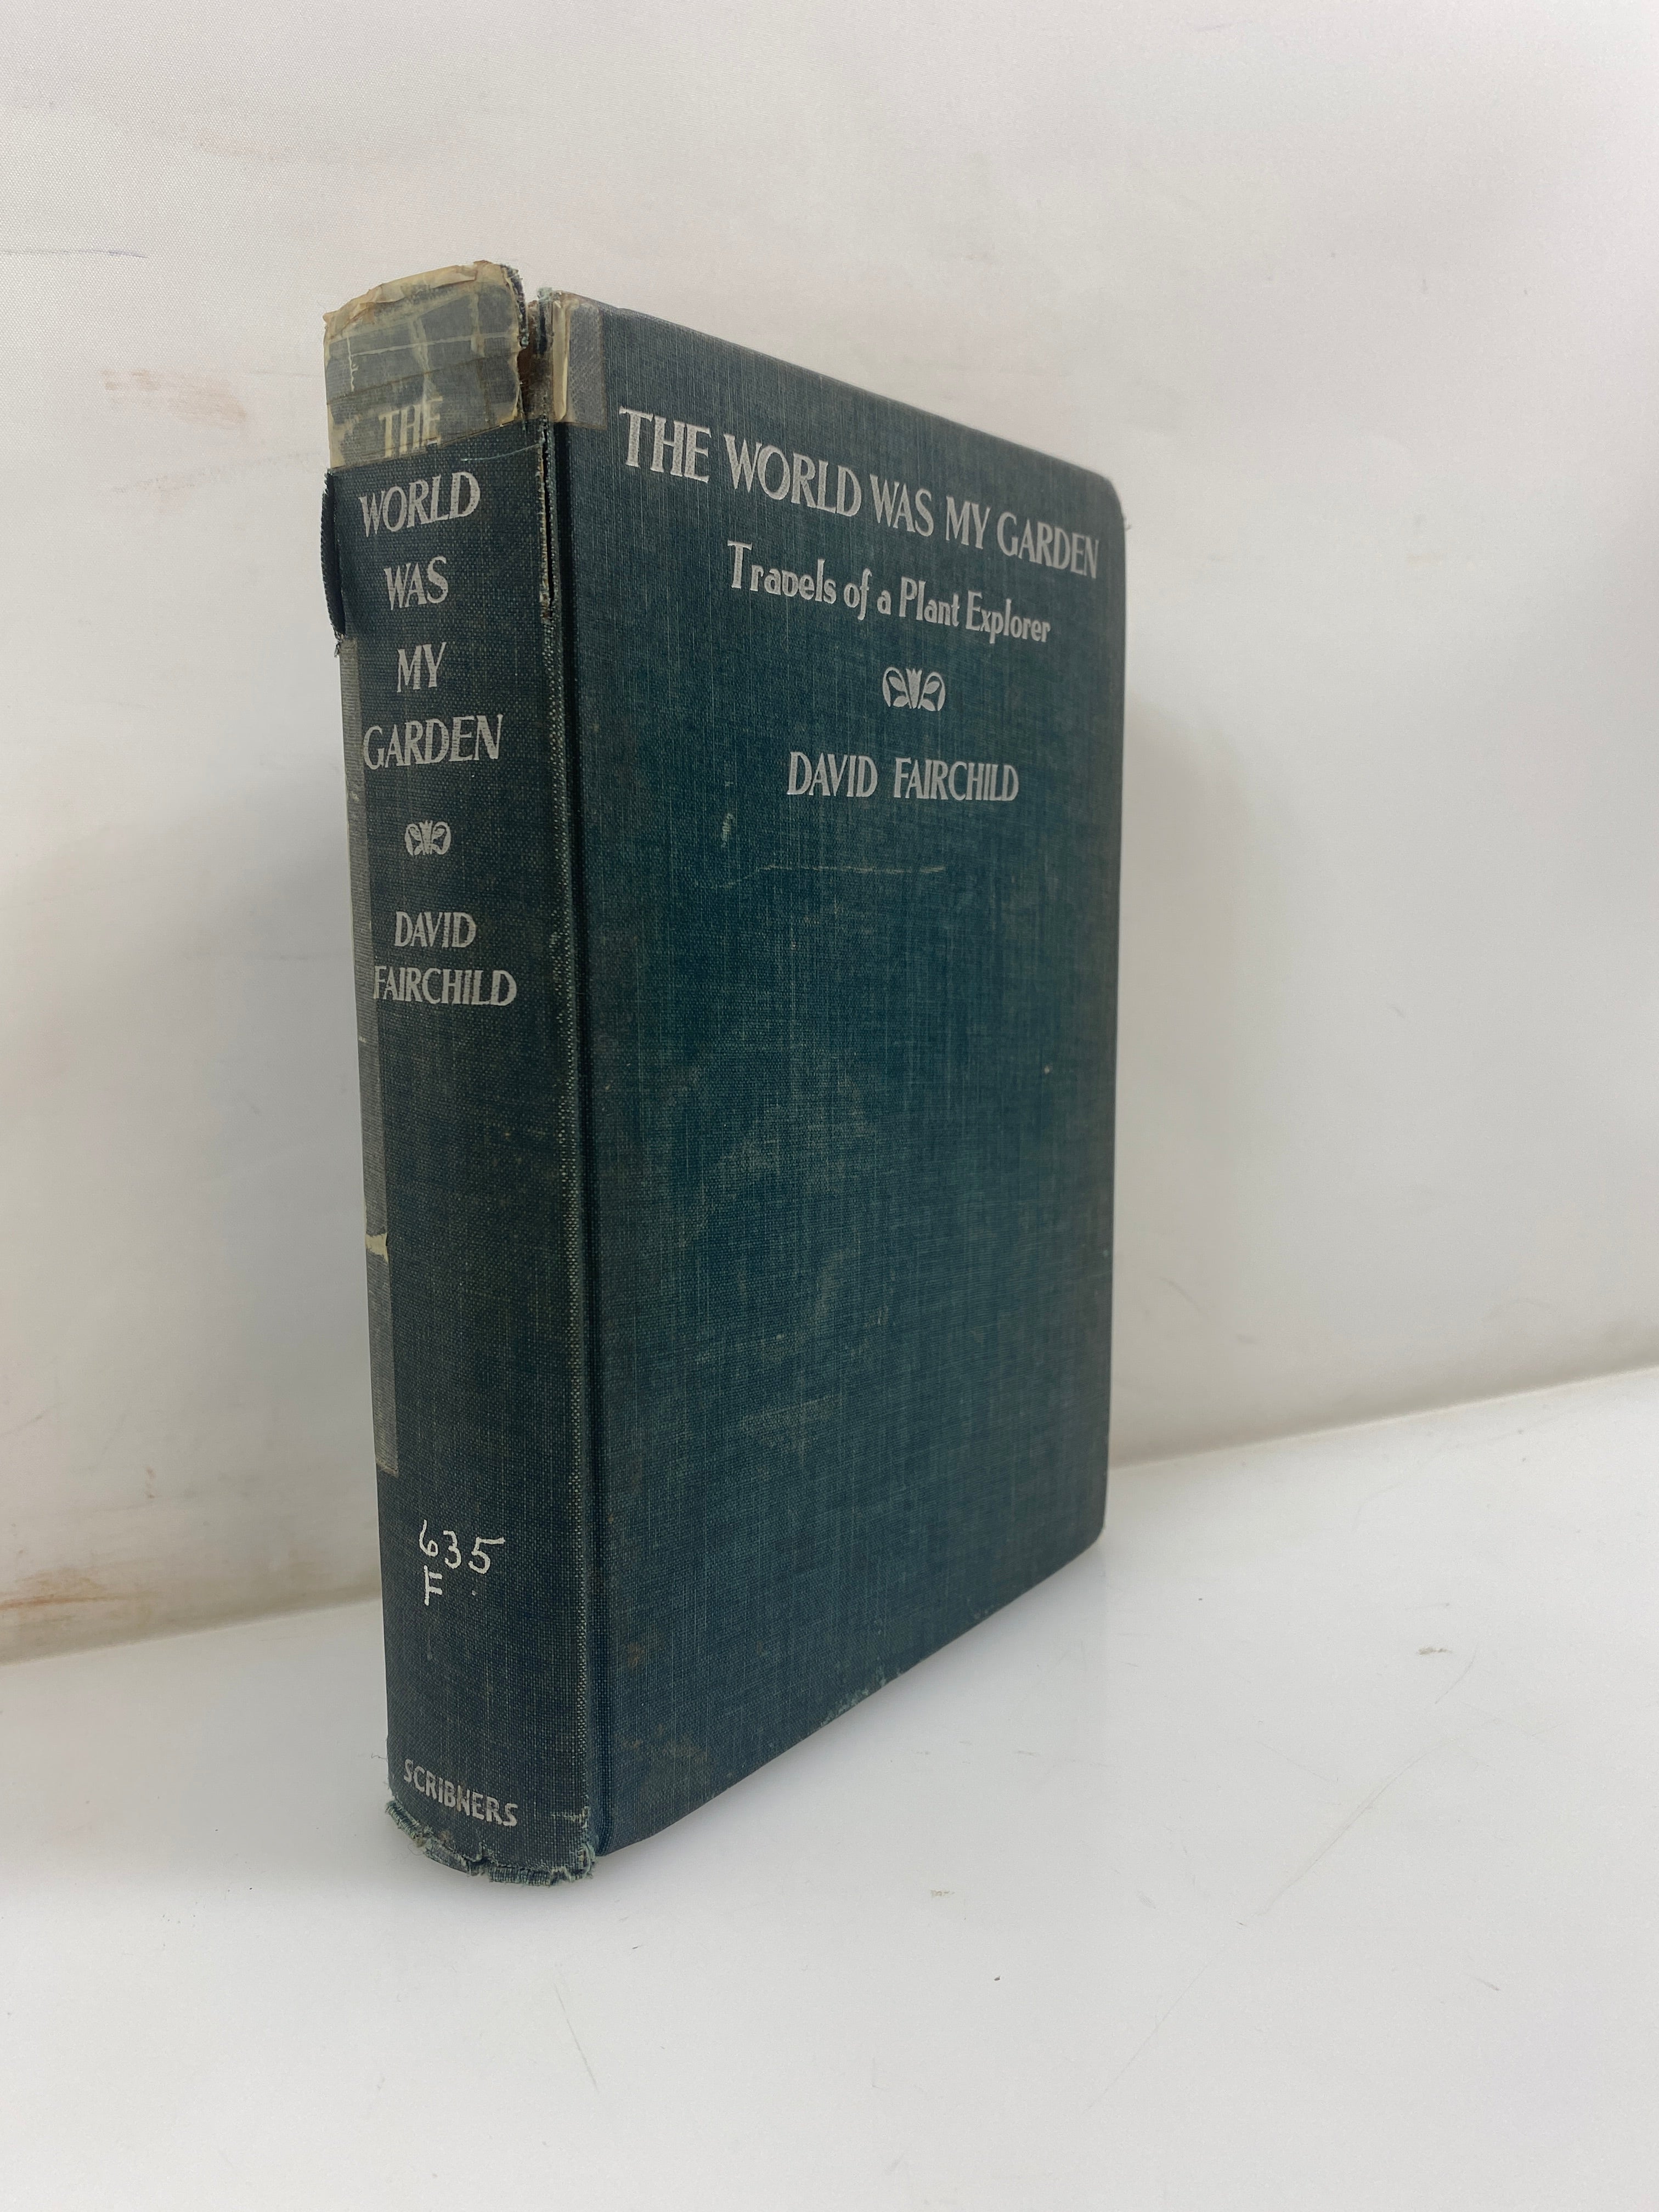 THE
WORLD
WAS
MY
GARDEN
DAVID
FAIRCHILD
635
F
SCRIBNERS
THE WORLD WAS MY GARDEN
Travels of a Plant Explorer
DAVID FAIRCHILD